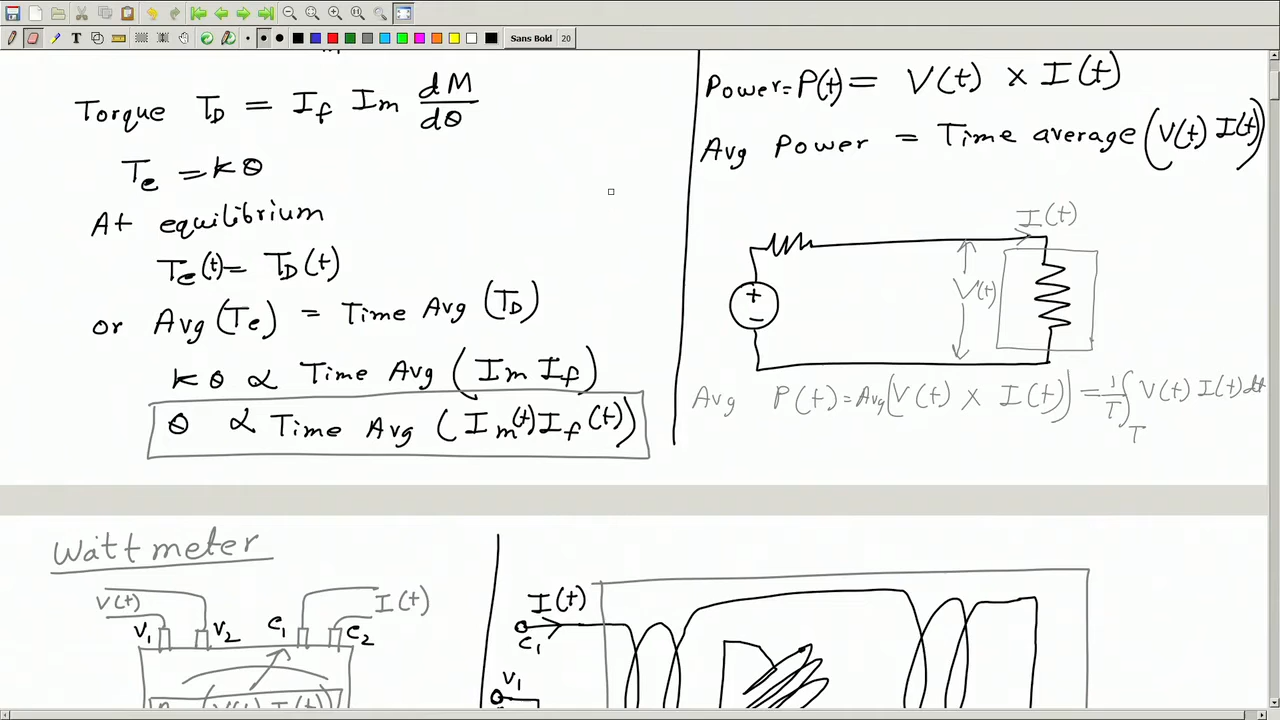 Sans Bold 20
Torque T_D = I_f I_m dM/dθ
T_e = kθ
At equilibrium
T_e(t) = T_D(t)
or Avg(T_e) = Time Avg (T_D)
kθ ∝ Time Avg (I_m I_f)
θ ∝ Time Avg (I_m(t) I_f(t))
Power = P(t) = V(t) × I(t)
Avg Power = Time average (V(t) I(t))
I(t)
+
V(t)
−
Avg P(t) = Avg(V(t) × I(t)) = 1/T ∫_T V(t) I(t) dt
Wattmeter
V(t) I(t)
V1 V2 C1 C2
(V(t) I(t))
I(t)
C1
V1